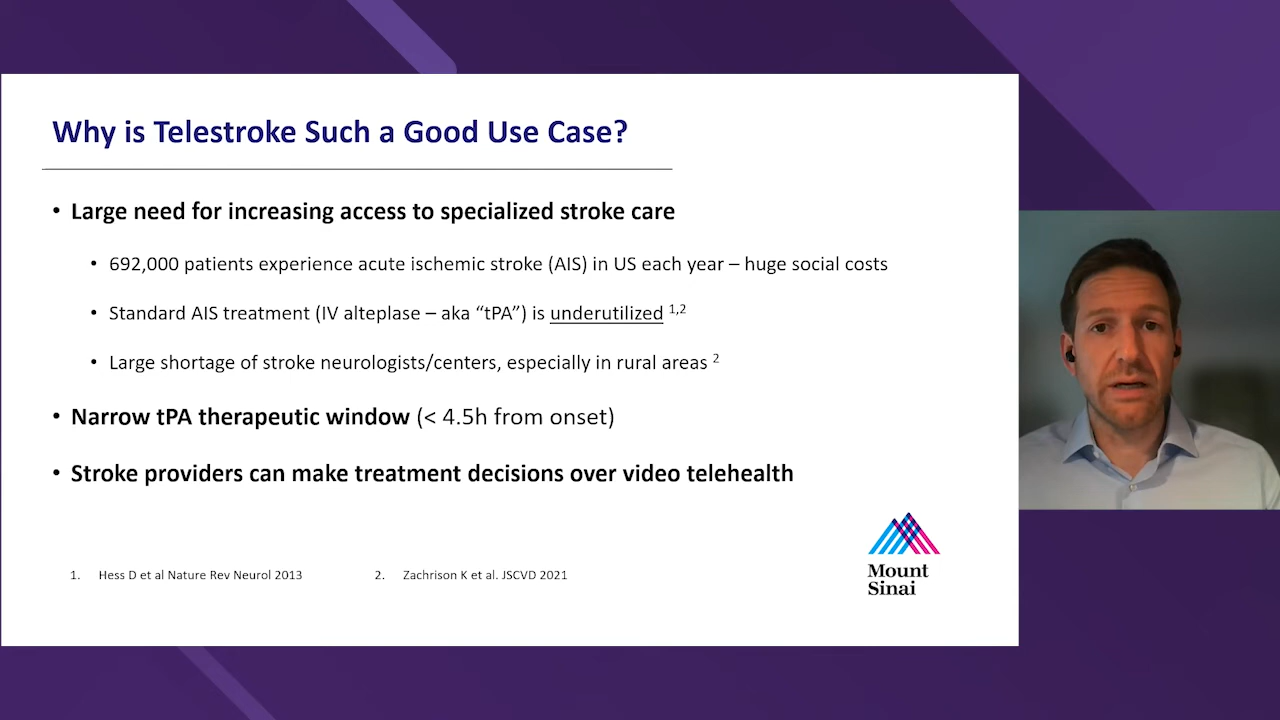 Why is Telestroke Such a Good Use Case?
• Large need for increasing access to specialized stroke care
• 692,000 patients experience acute ischemic stroke (AIS) in US each year – huge social costs
• Standard AIS treatment (IV alteplase – aka “tPA”) is underutilized 1,2
• Large shortage of stroke neurologists/centers, especially in rural areas 2
• Narrow tPA therapeutic window (< 4.5h from onset)
• Stroke providers can make treatment decisions over video telehealth
1. Hess D et al Nature Rev Neurol 2013
2. Zachrison K et al. JSCVD 2021
Mount
Sinai